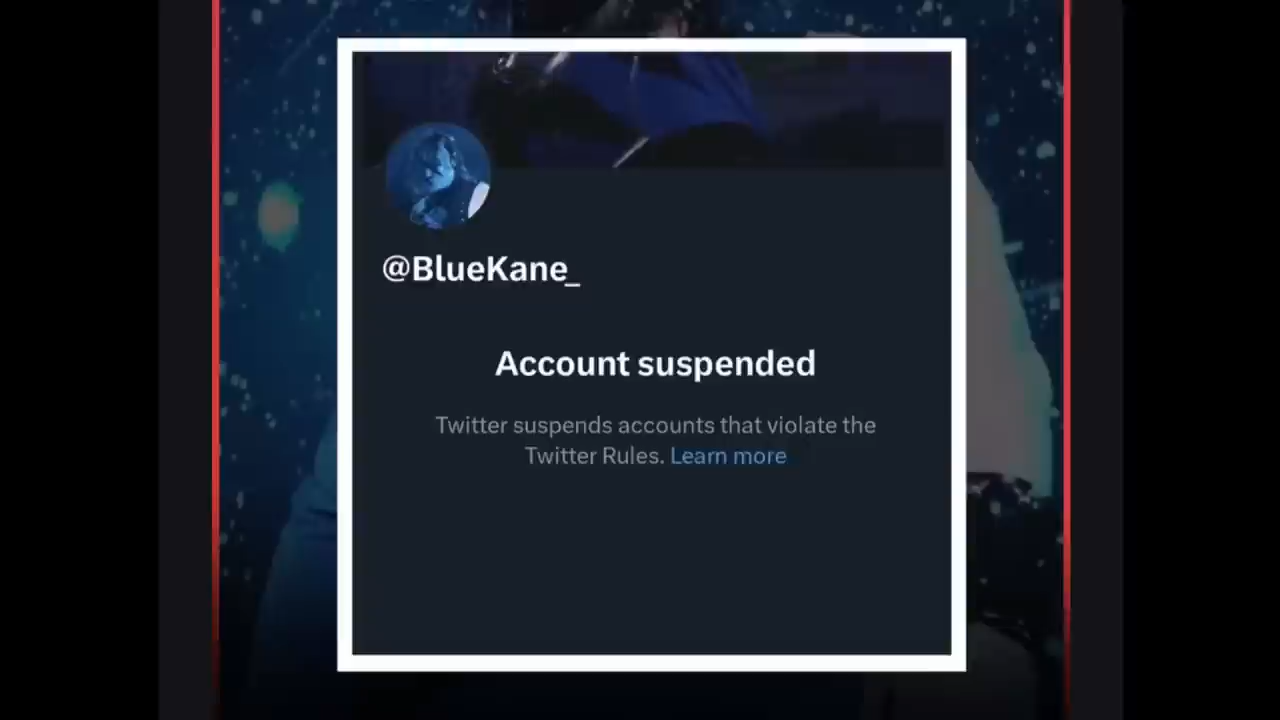 @BlueKane_
Account suspended
Twitter suspends accounts that violate the
Twitter Rules. Learn more